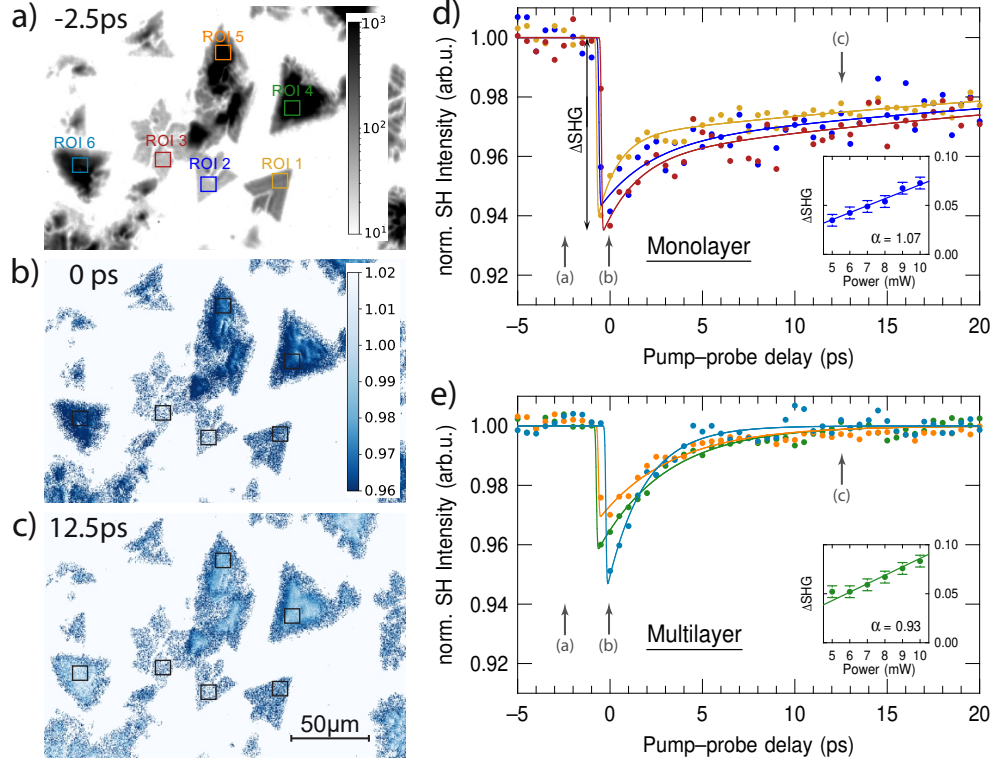 a) -2.5ps
ROI 5
ROI 4
ROI 6
ROI 3
ROI 2
ROI 1
10³
10²
10¹
b) 0 ps
1.02
1.01
1.00
0.99
0.98
0.97
0.96
c) 12.5ps
50µm
d)
norm. SH Intensity (arb.u.)
1.00
0.98
0.96
0.94
0.92
ΔSHG
(c)
(a)
(b)
Monolayer
ΔSHG
0.10
0.05
0.00
α = 1.07
5 6 7 8 9 10
Power (mW)
−5 0 5 10 15 20
Pump–probe delay (ps)
e)
norm. SH Intensity (arb.u.)
1.00
0.98
0.96
0.94
0.92
(c)
(a)
(b)
Multilayer
ΔSHG
0.10
0.05
0.00
α = 0.93
5 6 7 8 9 10
Power (mW)
−5 0 5 10 15 20
Pump–probe delay (ps)